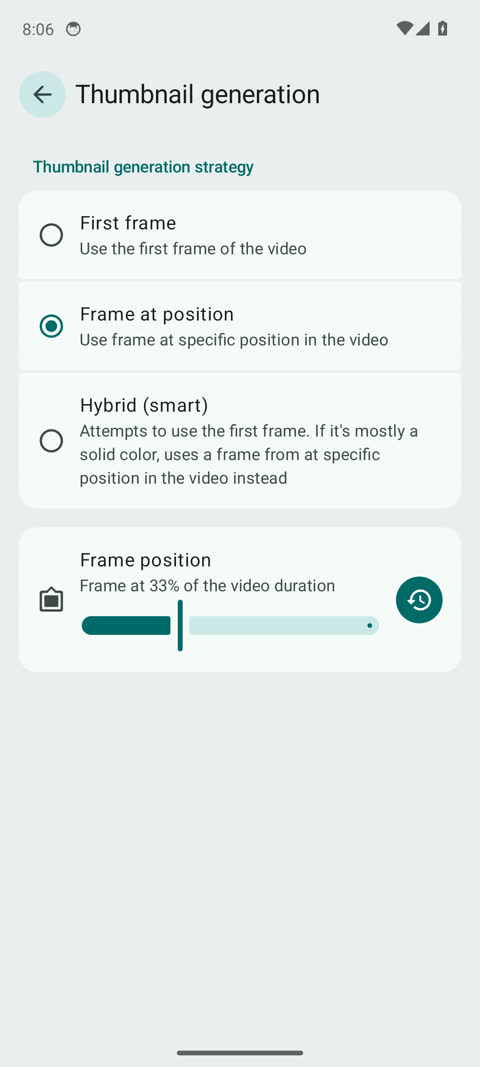 8:06
Thumbnail generation
Thumbnail generation strategy
First frame
Use the first frame of the video
Frame at position
Use frame at specific position in the video
Hybrid (smart)
Attempts to use the first frame. If it's mostly a
solid color, uses a frame from at specific
position in the video instead
Frame position
Frame at 33% of the video duration